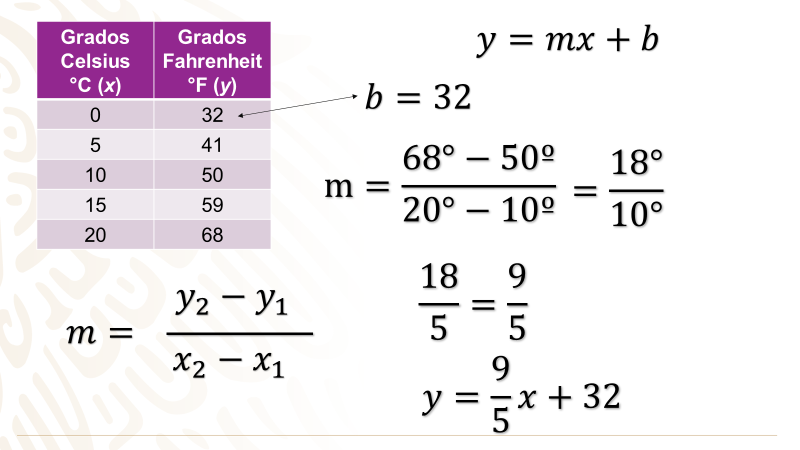 Grados Celsius °C (x) Grados Fahrenheit °F (y)
0 32
5 41
10 50
15 59
20 68
y = mx + b
b = 32
m = (68° − 50º)/(20° − 10º) = 18°/10°
18/5 = 9/5
m = (y₂ − y₁)/(x₂ − x₁)
y = 9/5 x + 32